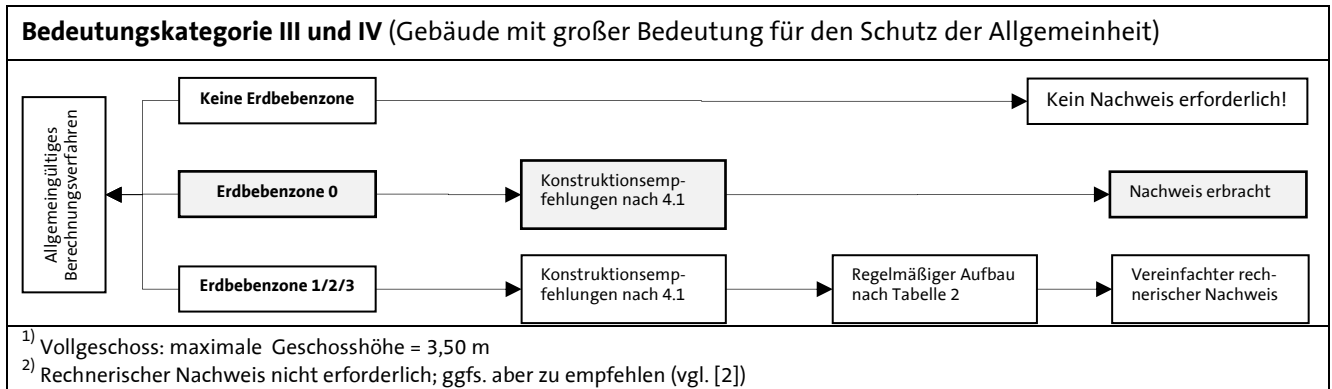 Bedeutungskategorie III und IV (Gebäude mit großer Bedeutung für den Schutz der Allgemeinheit)
Allgemeingültiges
Berechnungsverfahren
Keine Erdbebenzone
Kein Nachweis erforderlich!
Erdbebenzone 0
Konstruktionsemp-
fehlungen nach 4.1
Nachweis erbracht
Erdbebenzone 1/2/3
Konstruktionsemp-
fehlungen nach 4.1
Regelmäßiger Aufbau
nach Tabelle 2
Vereinfachter rech-
nerischer Nachweis
1) Vollgeschoss: maximale Geschosshöhe = 3,50 m
2) Rechnerischer Nachweis nicht erforderlich; ggfs. aber zu empfehlen (vgl. [2])